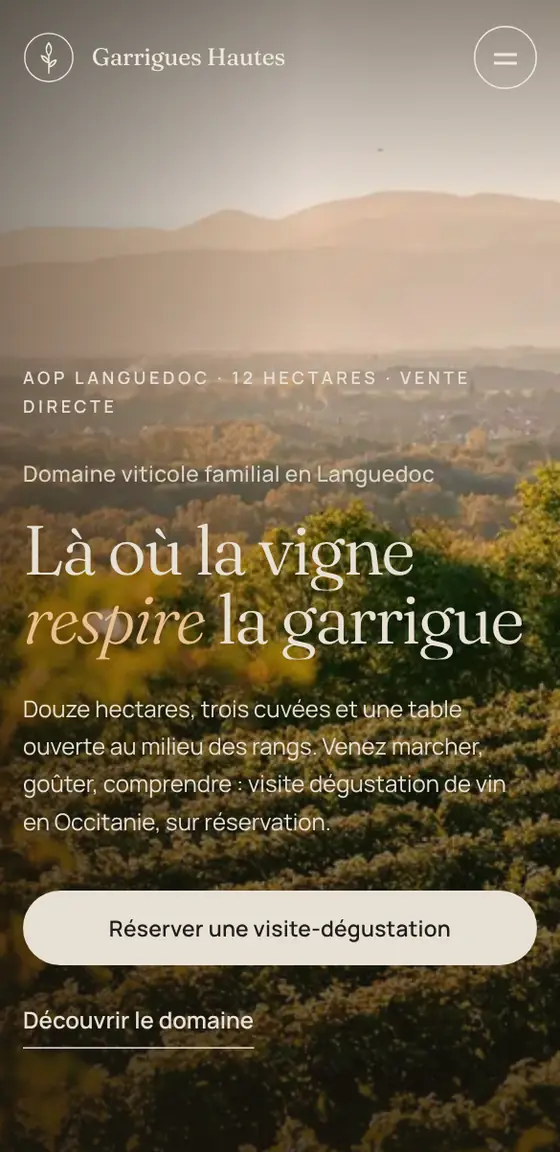 Garrigues Hautes
AOP LANGUEDOC · 12 HECTARES · VENTE
DIRECTE
Domaine viticole familial en Languedoc
Là où la vigne
respire la garrigue
Douze hectares, trois cuvées et une table
ouverte au milieu des rangs. Venez marcher,
goûter, comprendre : visite dégustation de vin
en Occitanie, sur réservation.
Réserver une visite-dégustation
Découvrir le domaine